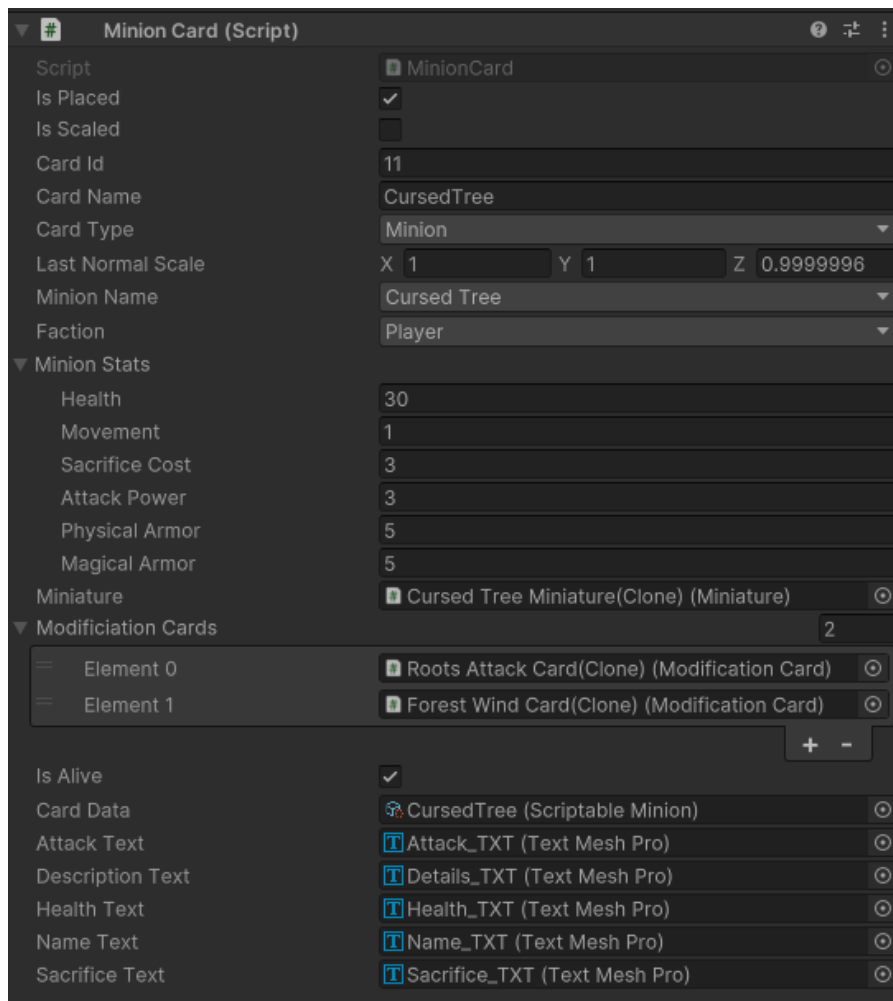 # Minion Card (Script)
Script # MinionCard
Is Placed
Is Scaled
Card Id 11
Card Name CursedTree
Card Type Minion
Last Normal Scale X 1 Y 1 Z 0.9999996
Minion Name Cursed Tree
Faction Player
Minion Stats
Health 30
Movement 1
Sacrifice Cost 3
Attack Power 3
Physical Armor 5
Magical Armor 5
Miniature # Cursed Tree Miniature(Clone) (Miniature)
Modificiation Cards 2
Element 0 # Roots Attack Card(Clone) (Modification Card)
Element 1 # Forest Wind Card(Clone) (Modification Card)
+ -
Is Alive
Card Data CursedTree (Scriptable Minion)
Attack Text T Attack_TXT (Text Mesh Pro)
Description Text T Details_TXT (Text Mesh Pro)
Health Text T Health_TXT (Text Mesh Pro)
Name Text T Name_TXT (Text Mesh Pro)
Sacrifice Text T Sacrifice_TXT (Text Mesh Pro)